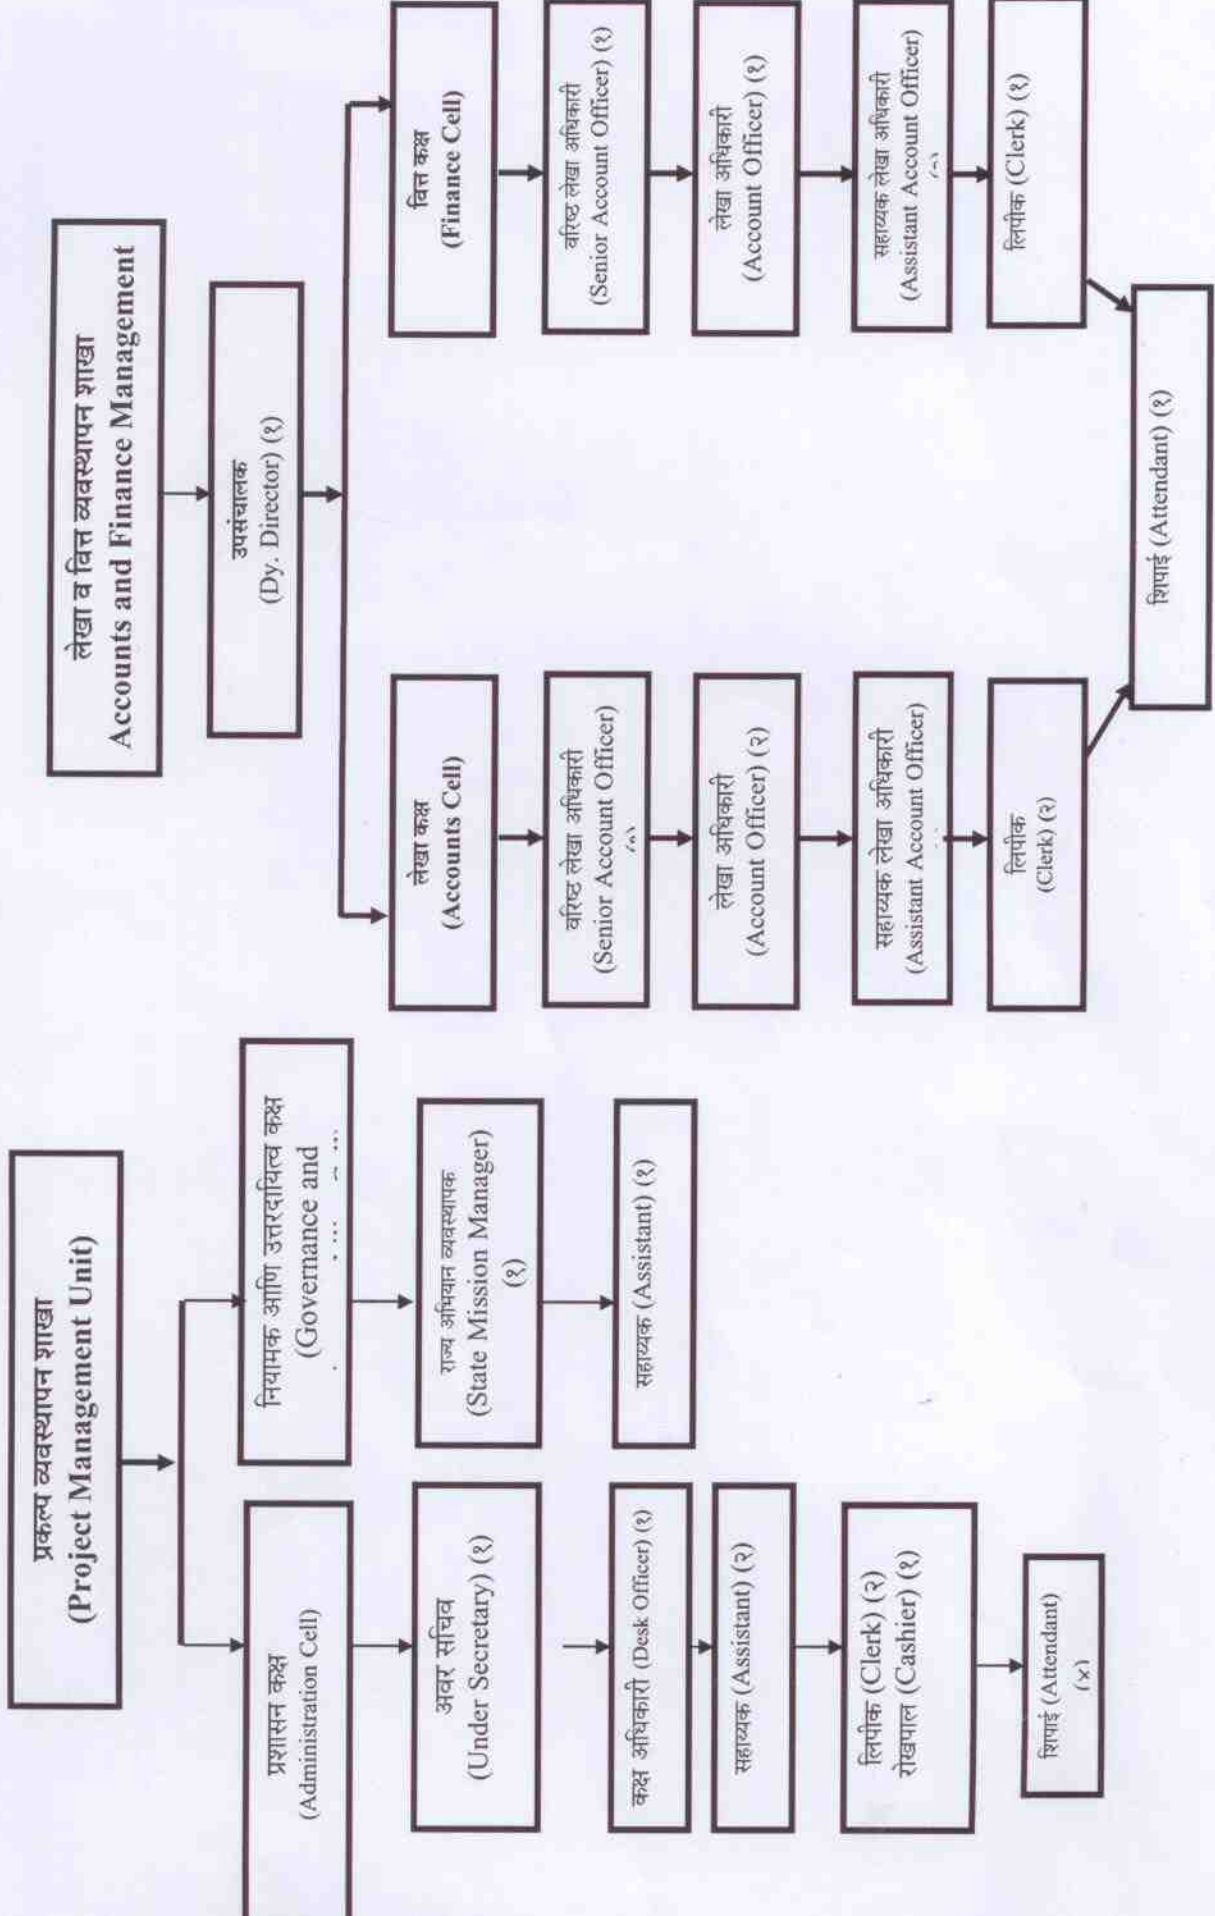 प्रकल्प व्यवस्थापन शाखा
(Project Management Unit)
प्रशासन कक्ष
(Administration Cell)
अवर सचिव
(Under Secretary) (१)
कक्ष अधिकारी (Desk Officer) (१)
सहाय्यक (Assistant) (२)
लिपीक (Clerk) (२)
रोखपाल (Cashier) (१)
शिपाई (Attendant)
नियामक आणि उत्तरदायित्व कक्ष
(Governance and
राज्य अभियान व्यवस्थापक
(State Mission Manager)
(१)
सहाय्यक (Assistant) (१)
लेखा व वित्त व्यवस्थापन शाखा
Accounts and Finance Management
उपसंचालक
(Dy. Director) (१)
लेखा कक्ष
(Accounts Cell)
वरिष्ट लेखा अधिकारी
(Senior Account Officer)
लेखा अधिकारी
(Account Officer) (२)
सहाय्यक लेखा अधिकारी
(Assistant Account Officer)
लिपीक
(Clerk) (२)
वित्त कक्ष
(Finance Cell)
वरिष्ट लेखा अधिकारी
(Senior Account Officer) (१)
लेखा अधिकारी
(Account Officer) (१)
सहाय्यक लेखा अधिकारी
(Assistant Account Officer)
लिपीक (Clerk) (१)
शिपाई (Attendant) (१)